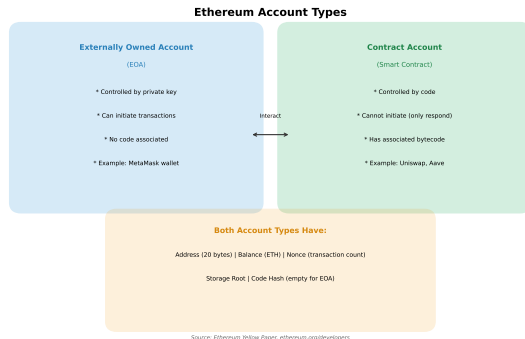 Ethereum Account Types
Externally Owned Account
(EOA)
* Controlled by private key
* Can initiate transactions
* No code associated
* Example: MetaMask wallet
Interact
Contract Account
(Smart Contract)
* Controlled by code
* Cannot initiate (only respond)
* Has associated bytecode
* Example: Uniswap, Aave
Both Account Types Have:
Address (20 bytes) | Balance (ETH) | Nonce (transaction count)
Storage Root | Code Hash (empty for EOA)
Source: Ethereum Yellow Paper, ethereum.org/developers